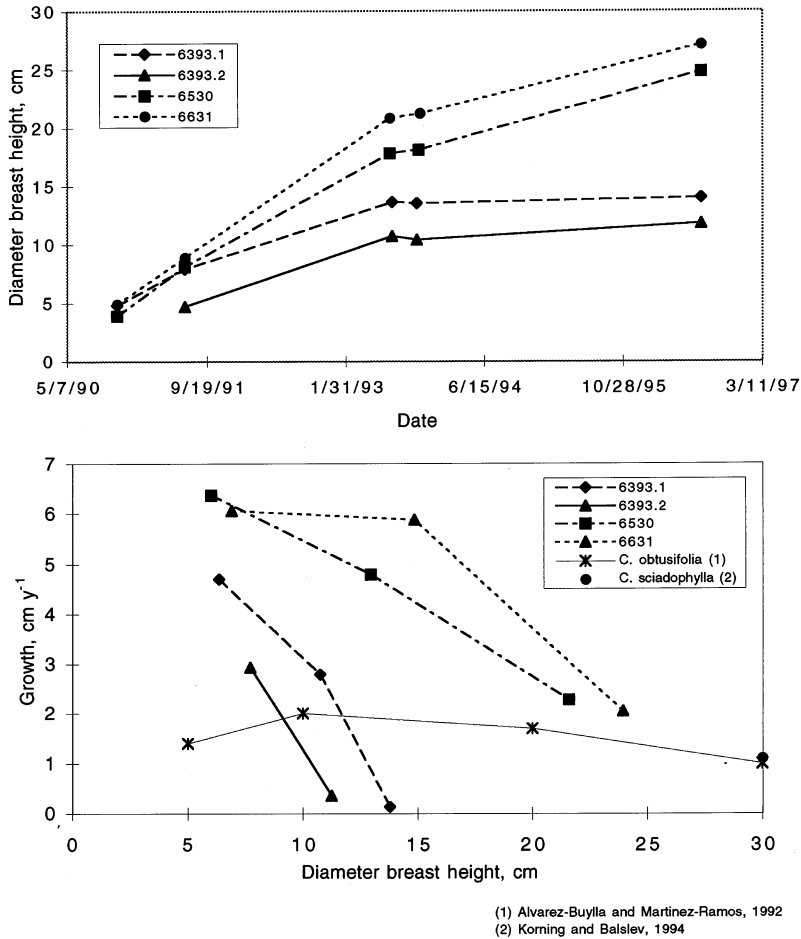 30
25
20
15
10
5
0
Diameter breast height, cm
6393.1
6393.2
6530
6631
5/7/90 9/19/91 1/31/93 6/15/94 10/28/95 3/11/97
Date
7
6
5
4
3
2
1
0
Growth, cm y-1
6393.1
6393.2
6530
6631
C. obtusifolia (1)
C. sciadophylla (2)
0 5 10 15 20 25 30
Diameter breast height, cm
(1) Alvarez-Buylla and Martinez-Ramos, 1992
(2) Korning and Balslev, 1994